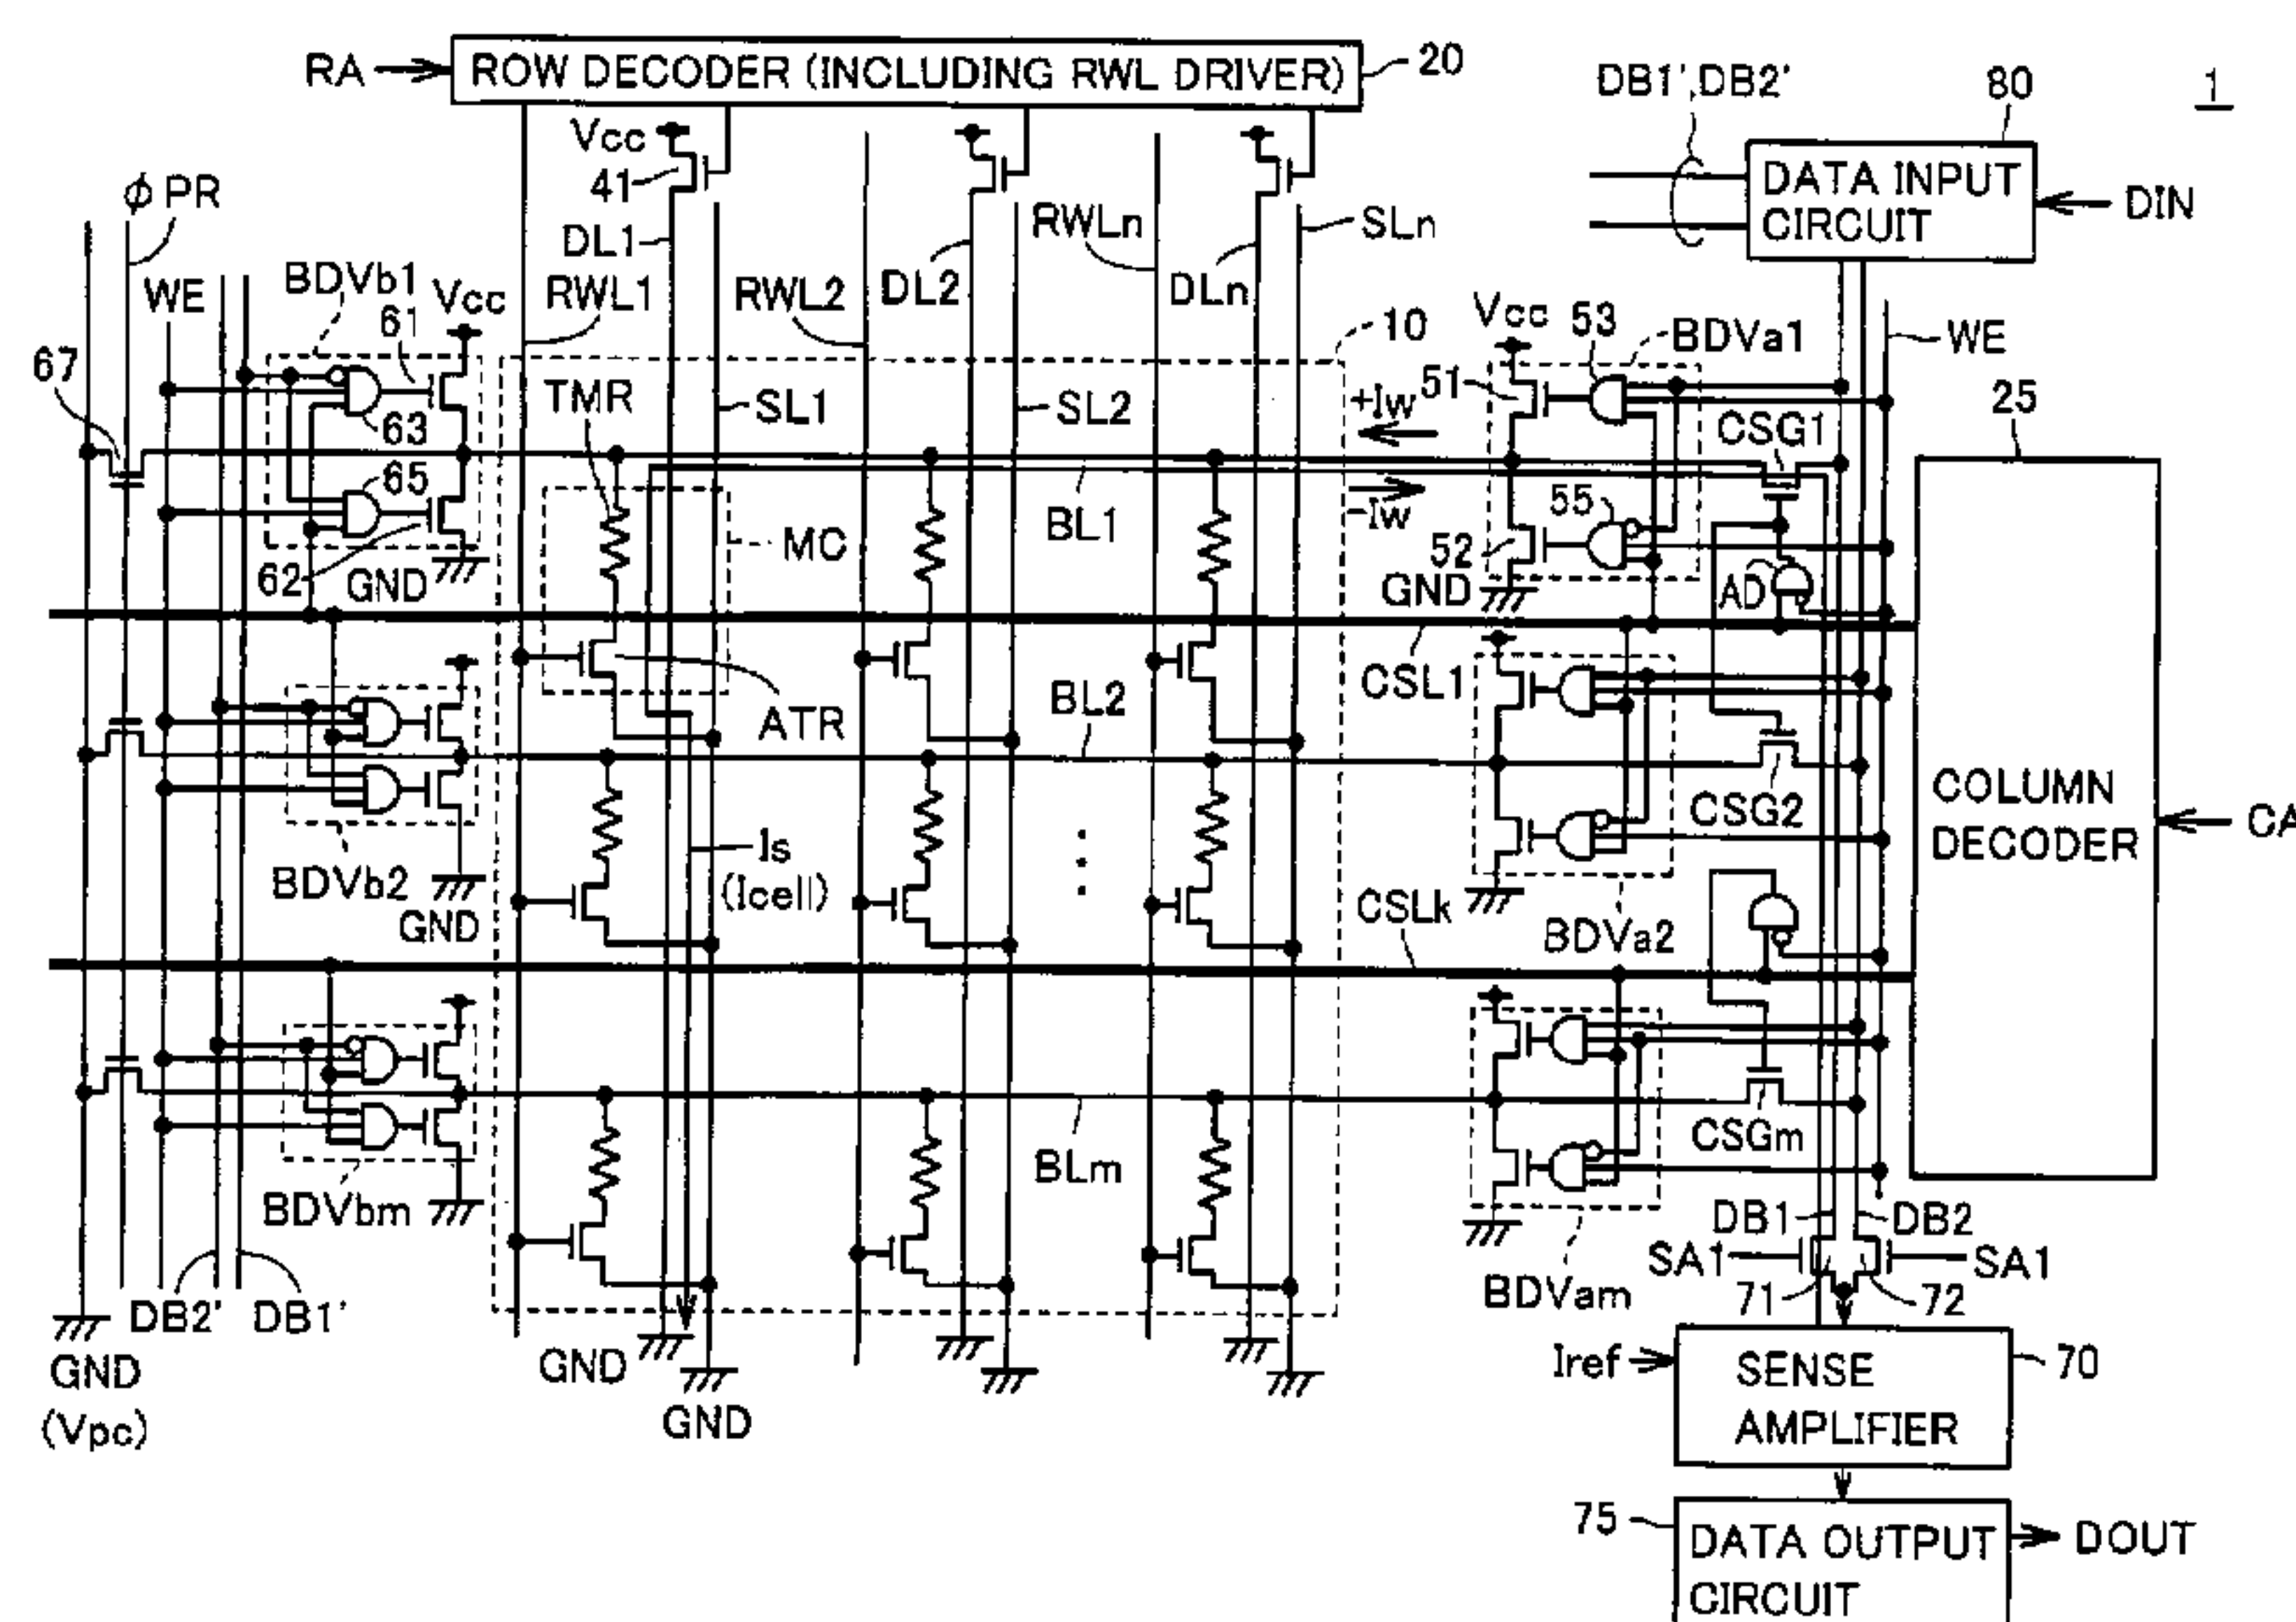 RA
ROW DECODER (INCLUDING RWL DRIVER)
20
DB1',DB2'
80
1
Vcc
41
DATA INPUT
CIRCUIT
DIN
φ PR
DL1
RWLn
SLn
WE
BDVb1
61
Vcc
RWL1
RWL2
DL2
DLn
Vcc
53
10
BDVa1
WE
67
TMR
SL1
SL2
51
+Iw
25
63
CSG1
65
MC
BL1
-Iw
55
62
GND
52
GND
AD
ATR
BL2
CSL1
CSG2
COLUMN
DECODER
CA
Is
(Icell)
BDVb2
GND
CSLk
BDVa2
CSGm
BLm
BDVbm
DB1
DB2
SA1
SA1
BDVam
71
72
DB2'
DB1'
GND
(Vpc)
GND
GND
Iref
SENSE
AMPLIFIER
70
75
DATA OUTPUT
CIRCUIT
DOUT